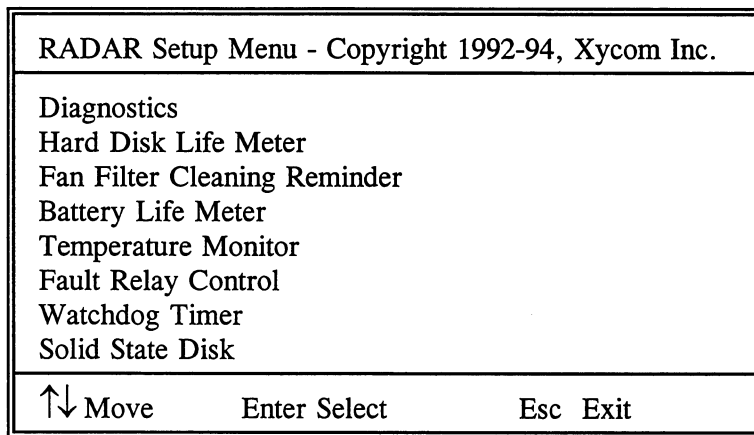 RADAR Setup Menu - Copyright 1992-94, Xycom Inc.
Diagnostics
Hard Disk Life Meter
Fan Filter Cleaning Reminder
Battery Life Meter
Temperature Monitor
Fault Relay Control
Watchdog Timer
Solid State Disk
↑↓ Move Enter Select Esc Exit